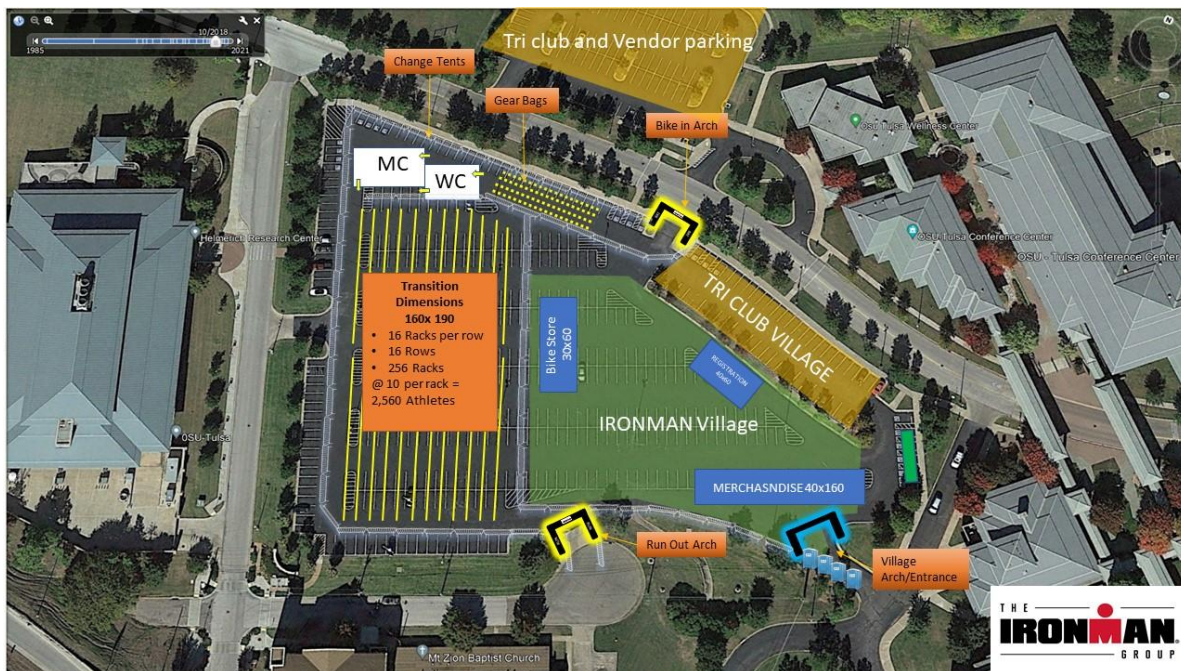 10/2018
1985
2021
Tri club and Vendor parking
Change Tents
Gear Bags
Bike in Arch
MC
WC
OSU Tulsa Wellness Center
Helmerich Research Center
OSU-Tulsa Conference Center
OSU - Tulsa Conference Center
Transition
Dimensions
160x 190
• 16 Racks per row
• 16 Rows
• 256 Racks
@ 10 per rack =
2,560 Athletes
Bike Store
30x60
TRI CLUB VILLAGE
REGISTRATION
40x60
IRONMAN Village
OSU-Tulsa
MERCHASNDISE 40x160
Run Out Arch
Village
Arch/Entrance
Mt Zion Baptist Church
THE
IRONMAN
GROUP